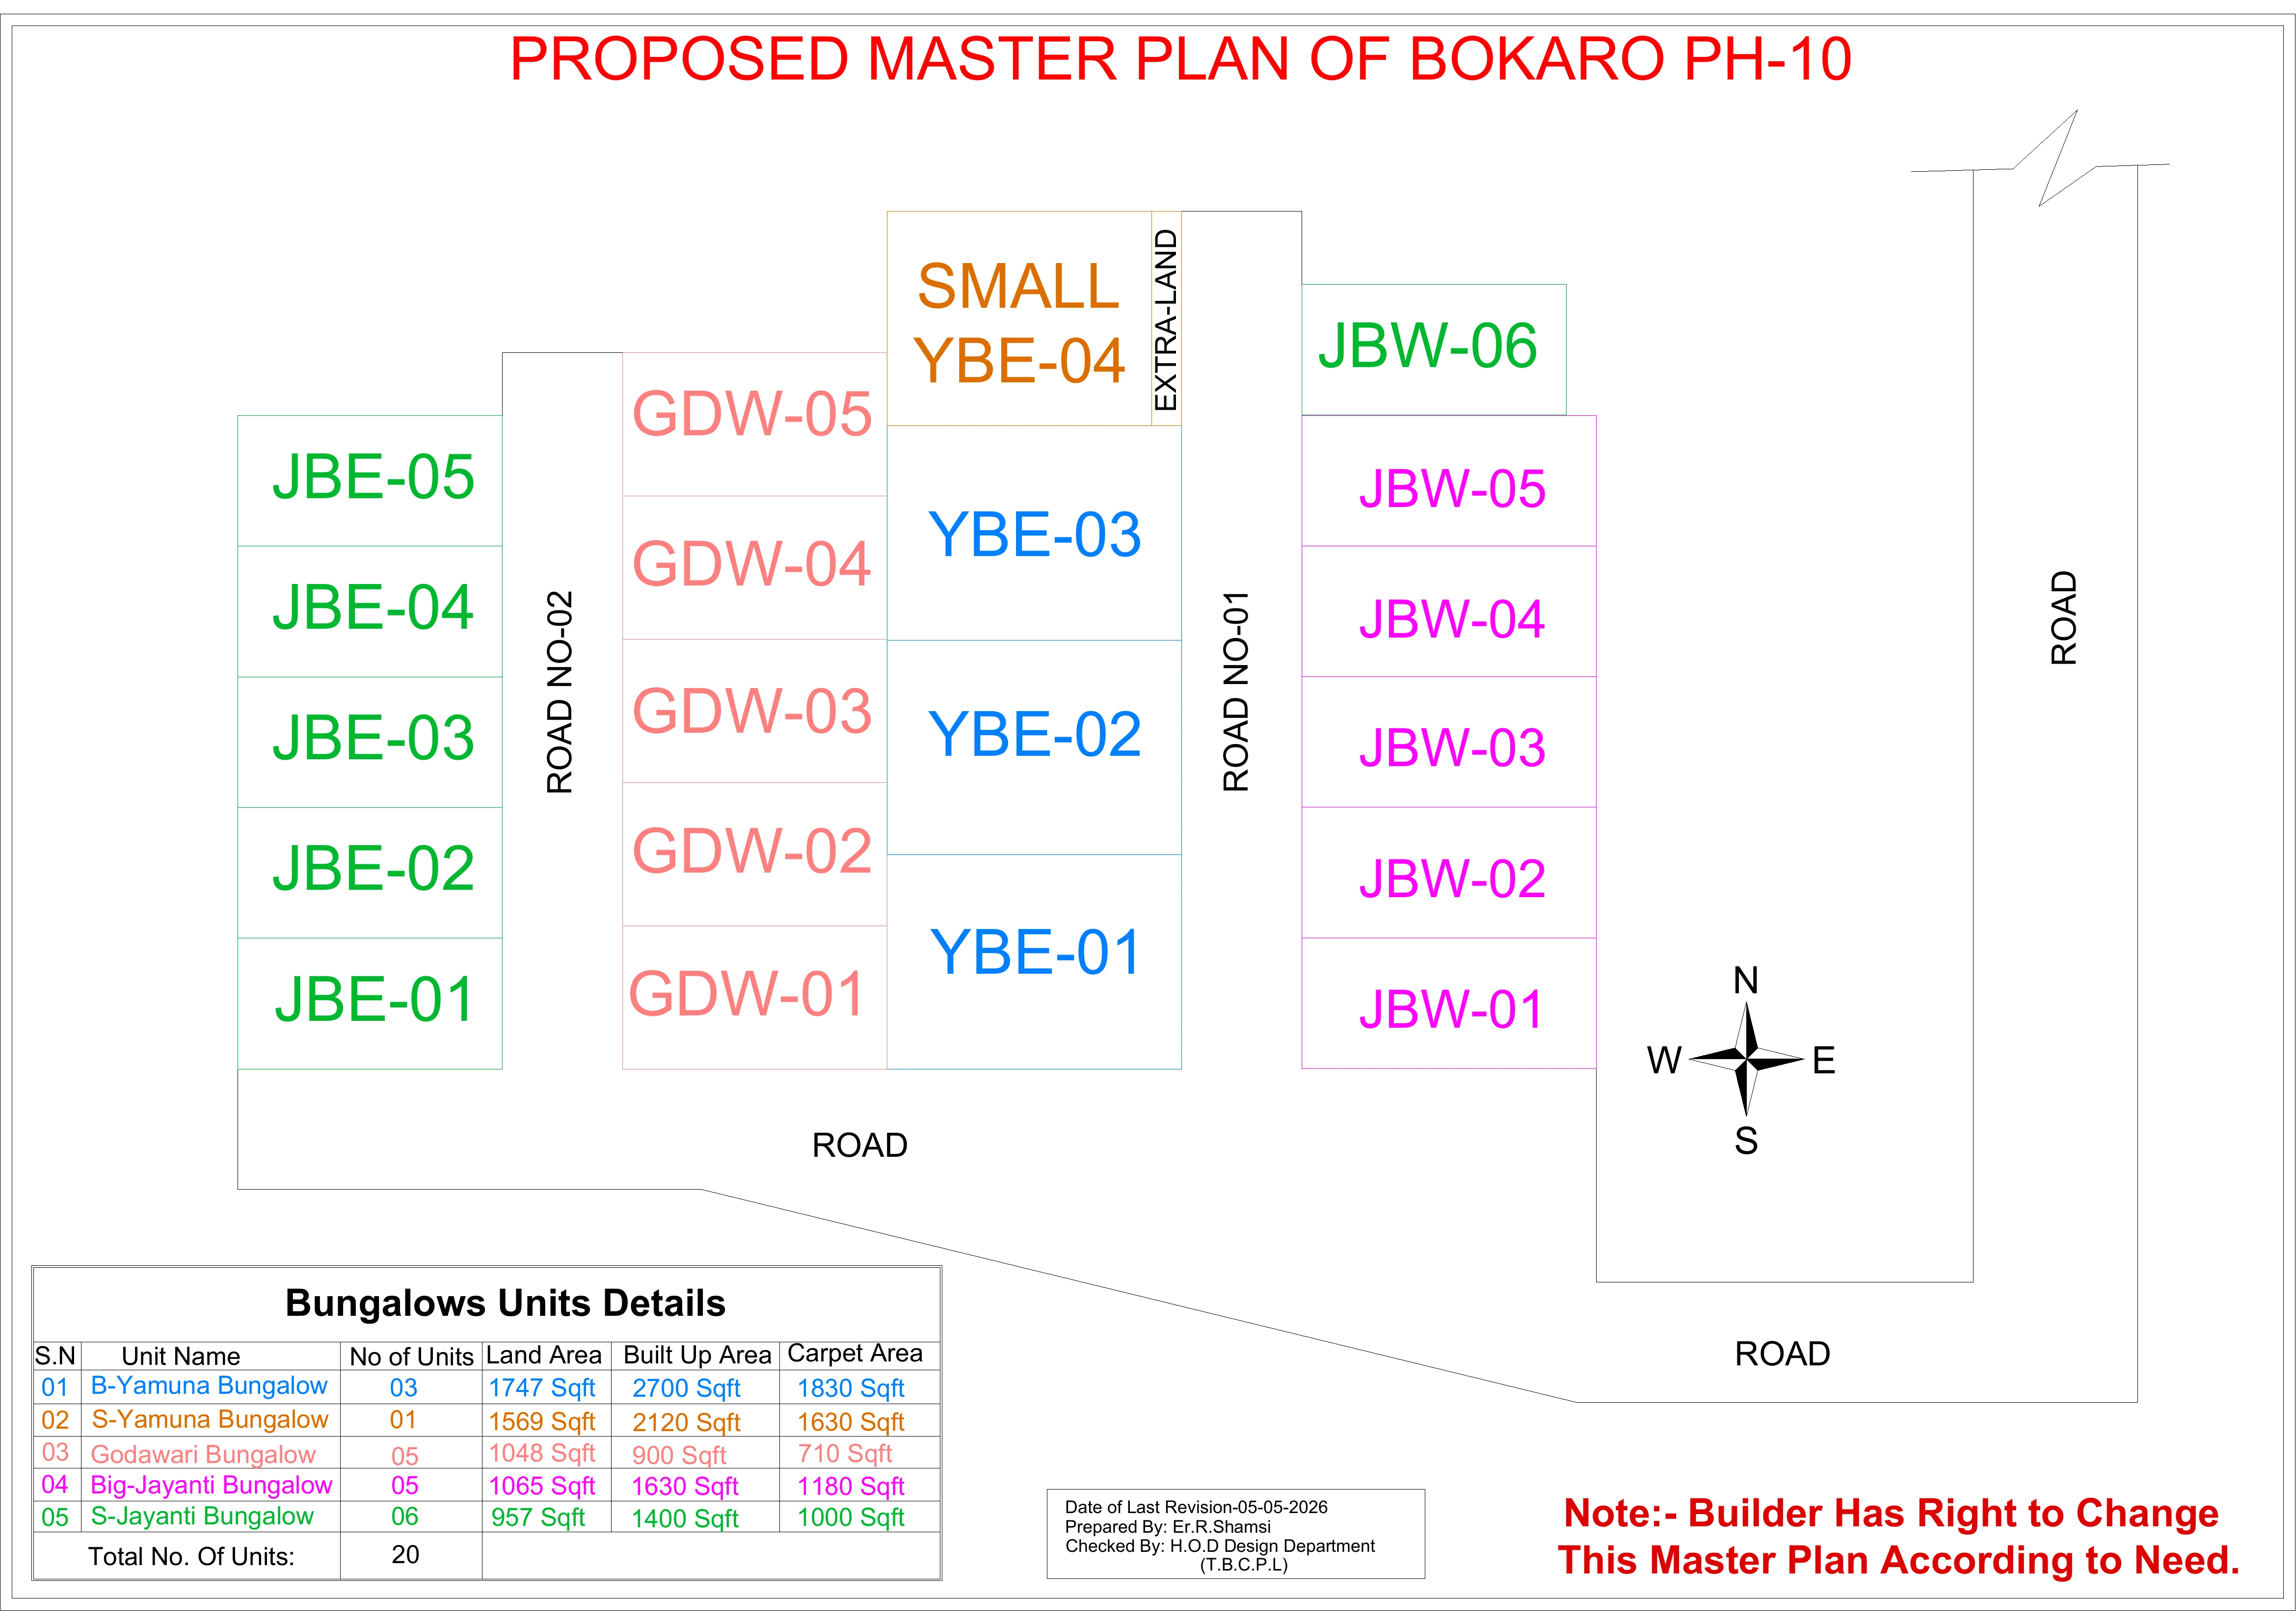 PROPOSED MASTER PLAN OF BOKARO PH-10
SMALL
YBE-04
EXTRA-LAND
JBW-06
GDW-05
JBE-05
JBW-05
YBE-03
GDW-04
JBE-04
JBW-04
ROAD NO-02
ROAD NO-01
ROAD
GDW-03
YBE-02
JBE-03
JBW-03
GDW-02
JBE-02
JBW-02
YBE-01
GDW-01
JBE-01
JBW-01
N
W
E
S
ROAD
ROAD
Bungalows Units Details
S.N Unit Name No of Units Land Area Built Up Area Carpet Area
01 B-Yamuna Bungalow 03 1747 Sqft 2700 Sqft 1830 Sqft
02 S-Yamuna Bungalow 01 1569 Sqft 2120 Sqft 1630 Sqft
03 Godawari Bungalow 05 1048 Sqft 900 Sqft 710 Sqft
04 Big-Jayanti Bungalow 05 1065 Sqft 1630 Sqft 1180 Sqft
05 S-Jayanti Bungalow 06 957 Sqft 1400 Sqft 1000 Sqft
Total No. Of Units: 20
Date of Last Revision-05-05-2026
Prepared By: Er.R.Shamsi
Checked By: H.O.D Design Department
(T.B.C.P.L)
Note:- Builder Has Right to Change
This Master Plan According to Need.